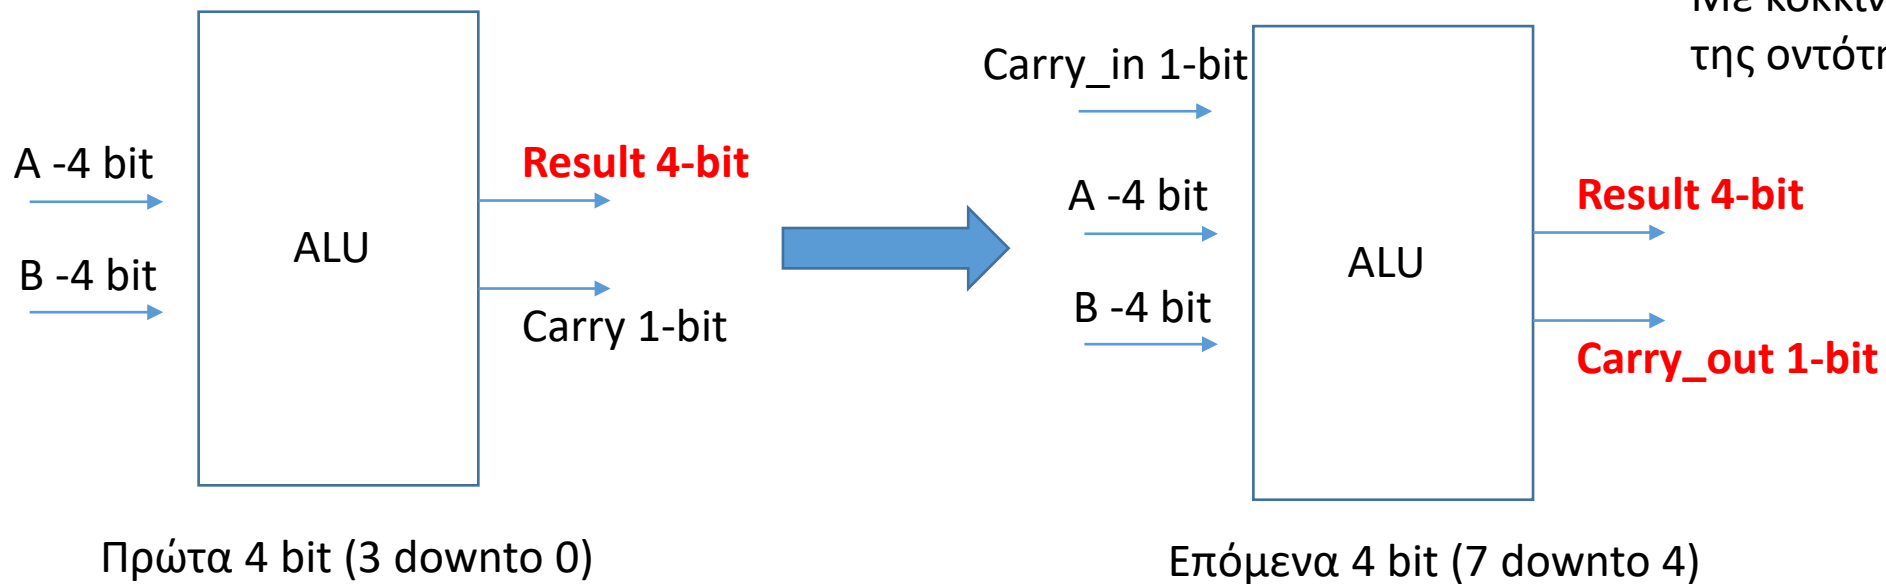 A -4 bit
B -4 bit
ALU
Result 4-bit
Carry 1-bit
Πρώτα 4 bit (3 downto 0)
Carry_in 1-bit
A -4 bit
B -4 bit
ALU
Result 4-bit
Carry_out 1-bit
Επόμενα 4 bit (7 downto 4)
της